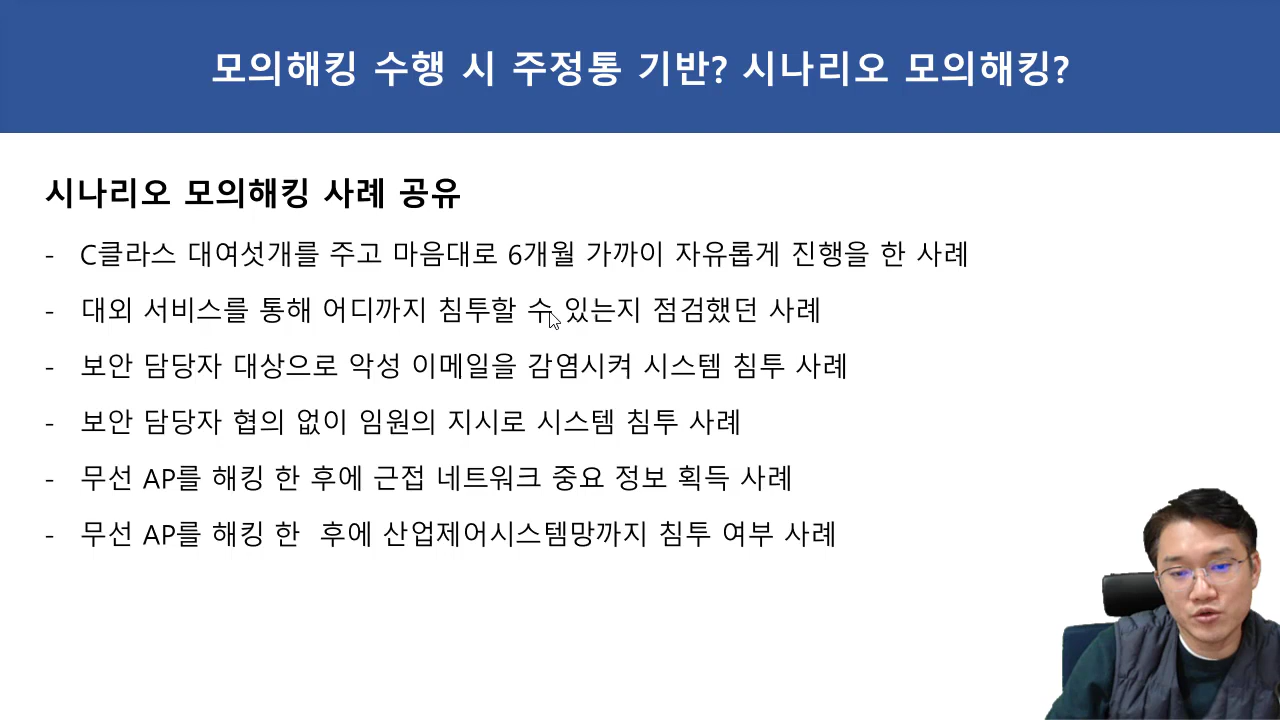 모의해킹 수행 시 주정통 기반? 시나리오 모의해킹?
시나리오 모의해킹 사례 공유
- C클라스 대여섯개를 주고 마음대로 6개월 가까이 자유롭게 진행을 한 사례
- 대외 서비스를 통해 어디까지 침투할 수 있는지 점검했던 사례
- 보안 담당자 대상으로 악성 이메일을 감염시켜 시스템 침투 사례
- 보안 담당자 협의 없이 임원의 지시로 시스템 침투 사례
- 무선 AP를 해킹 한 후에 근접 네트워크 중요 정보 획득 사례
- 무선 AP를 해킹 한 후에 산업제어시스템망까지 침투 여부 사례